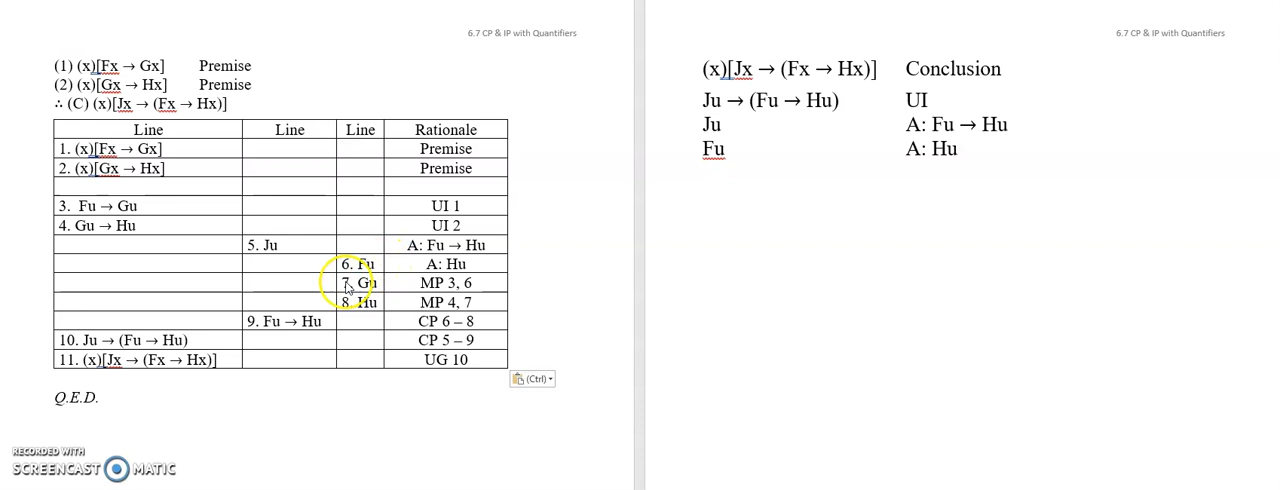 6.7 CP & IP with Quantifiers
(1) (x)[Fx → Gx] Premise
(2) (x)[Gx → Hx] Premise
∴ (C) (x)[Jx → (Fx → Hx)]
Line Line Line Rationale
1. (x)[Fx → Gx] Premise
2. (x)[Gx → Hx] Premise
3. Fu → Gu UI 1
4. Gu → Hu UI 2
5. Ju A: Fu → Hu
6. Fu A: Hu
7. Gu MP 3, 6
8. Hu MP 4, 7
9. Fu → Hu CP 6 – 8
10. Ju → (Fu → Hu) CP 5 – 9
11. (x)[Jx → (Fx → Hx)] UG 10
(Ctrl)
Q.E.D.
RECORDED WITH
SCREENCAST MATIC
6.7 CP & IP with Quantifiers
(x)[Jx → (Fx → Hx)] Conclusion
Ju → (Fu → Hu) UI
Ju A: Fu → Hu
Fu A: Hu